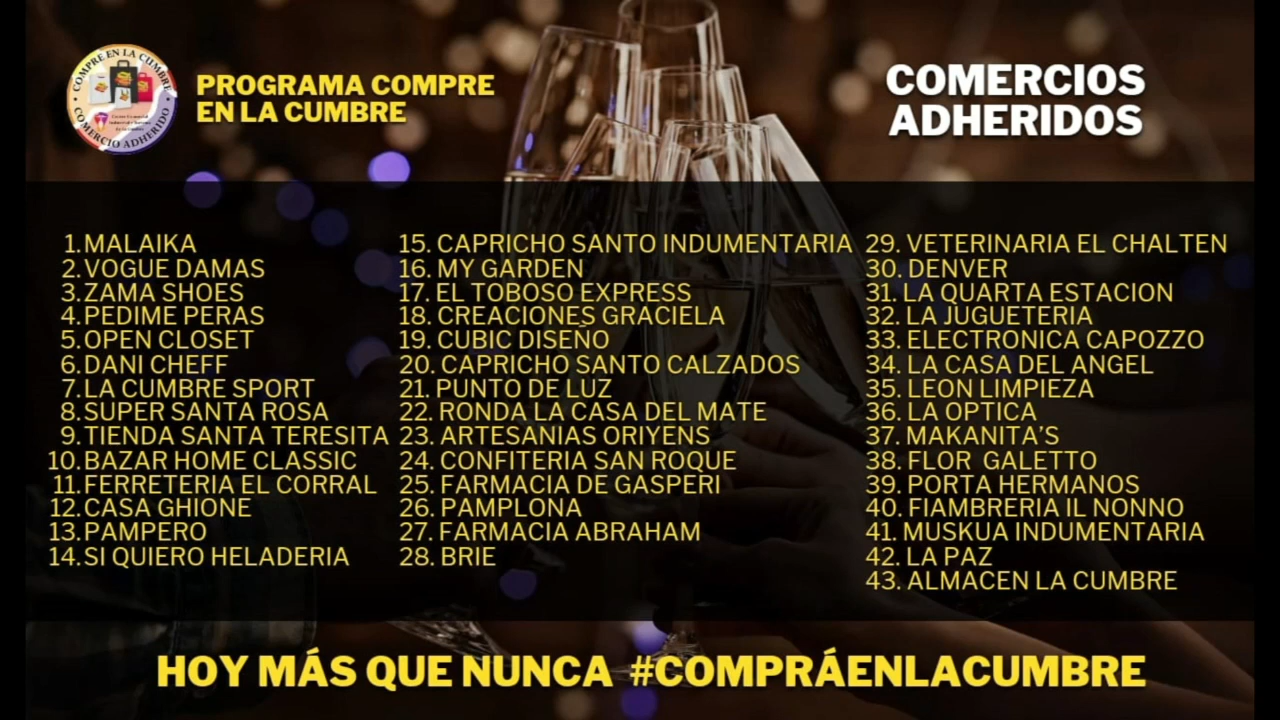 COMPRE EN LA CUMBRE
COMERCIO ADHERIDO
PROGRAMA COMPRE
EN LA CUMBRE
COMERCIOS
ADHERIDOS
1. MALAIKA
2. VOGUE DAMAS
3. ZAMA SHOES
4. PEDIME PERAS
5. OPEN CLOSET
6. DANI CHEFF
7. LA CUMBRE SPORT
8. SUPER SANTA ROSA
9. TIENDA SANTA TERESITA
10. BAZAR HOME CLASSIC
11. FERRETERIA EL CORRAL
12. CASA GHIONE
13. PAMPERO
14. SI QUIERO HELADERIA
15. CAPRICHO SANTO INDUMENTARIA
16. MY GARDEN
17. EL TOBOSO EXPRESS
18. CREACIONES GRACIELA
19. CUBIC DISEÑO
20. CAPRICHO SANTO CALZADOS
21. PUNTO DE LUZ
22. RONDA LA CASA DEL MATE
23. ARTESANIAS ORIYENS
24. CONFITERIA SAN ROQUE
25. FARMACIA DE GASPERI
26. PAMPLONA
27. FARMACIA ABRAHAM
28. BRIE
29. VETERINARIA EL CHALTEN
30. DENVER
31. LA QUARTA ESTACION
32. LA JUGUETERIA
33. ELECTRONICA CAPOZZO
34. LA CASA DEL ANGEL
35. LEON LIMPIEZA
36. LA OPTICA
37. MAKANITA'S
38. FLOR GALETTO
39. PORTA HERMANOS
40. FIAMBRERIA IL NONNO
41. MUSKUA INDUMENTARIA
42. LA PAZ
43. ALMACEN LA CUMBRE
HOY MÁS QUE NUNCA #COMPRÁENLACUMBRE